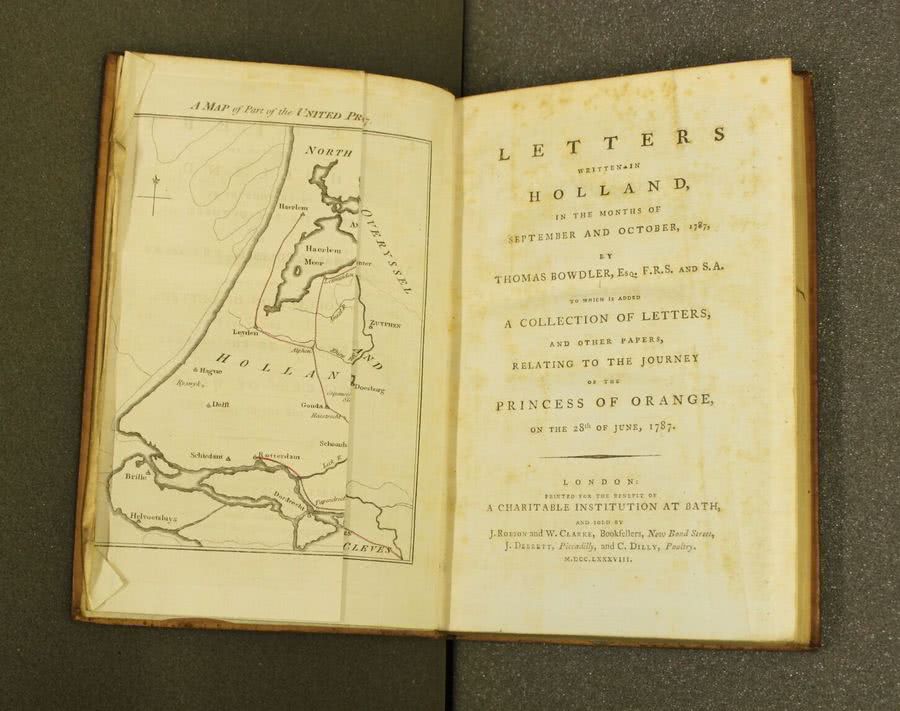 A MAP of Part of the UNITED PR
NORTH
Haerlem
OVERYSSEL
Haerlem
Meer
ZUTPHEN
Leyden
Alphen
HOLLAN
AND
Hague
Ryswyk
Doesburg
Delft
Gouda
Haestrecht
Schoonh
Schiedam
Rotterdam
Lek R.
Brille
Dordrecht
Helvoetsluys
CLEVES
LETTERS
WRITTEN IN
HOLLAND,
IN THE MONTHS OF
SEPTEMBER AND OCTOBER, 1787,
BY
THOMAS BOWDLER, Esq; F.R.S. AND S.A.
TO WHICH IS ADDED
A COLLECTION OF LETTERS,
AND OTHER PAPERS,
RELATING TO THE JOURNEY
OF THE
PRINCESS OF ORANGE,
ON THE 28th OF JUNE, 1787.
LONDON:
PRINTED FOR THE BENEFIT OF
A CHARITABLE INSTITUTION AT BATH,
AND SOLD BY
J. ROBSON and W. CLARKE, Bookſellers, New Bond Street,
J. DEBRETT, Piccadilly, and C. DILLY, Poultry.
M.DCC.LXXXVIII.